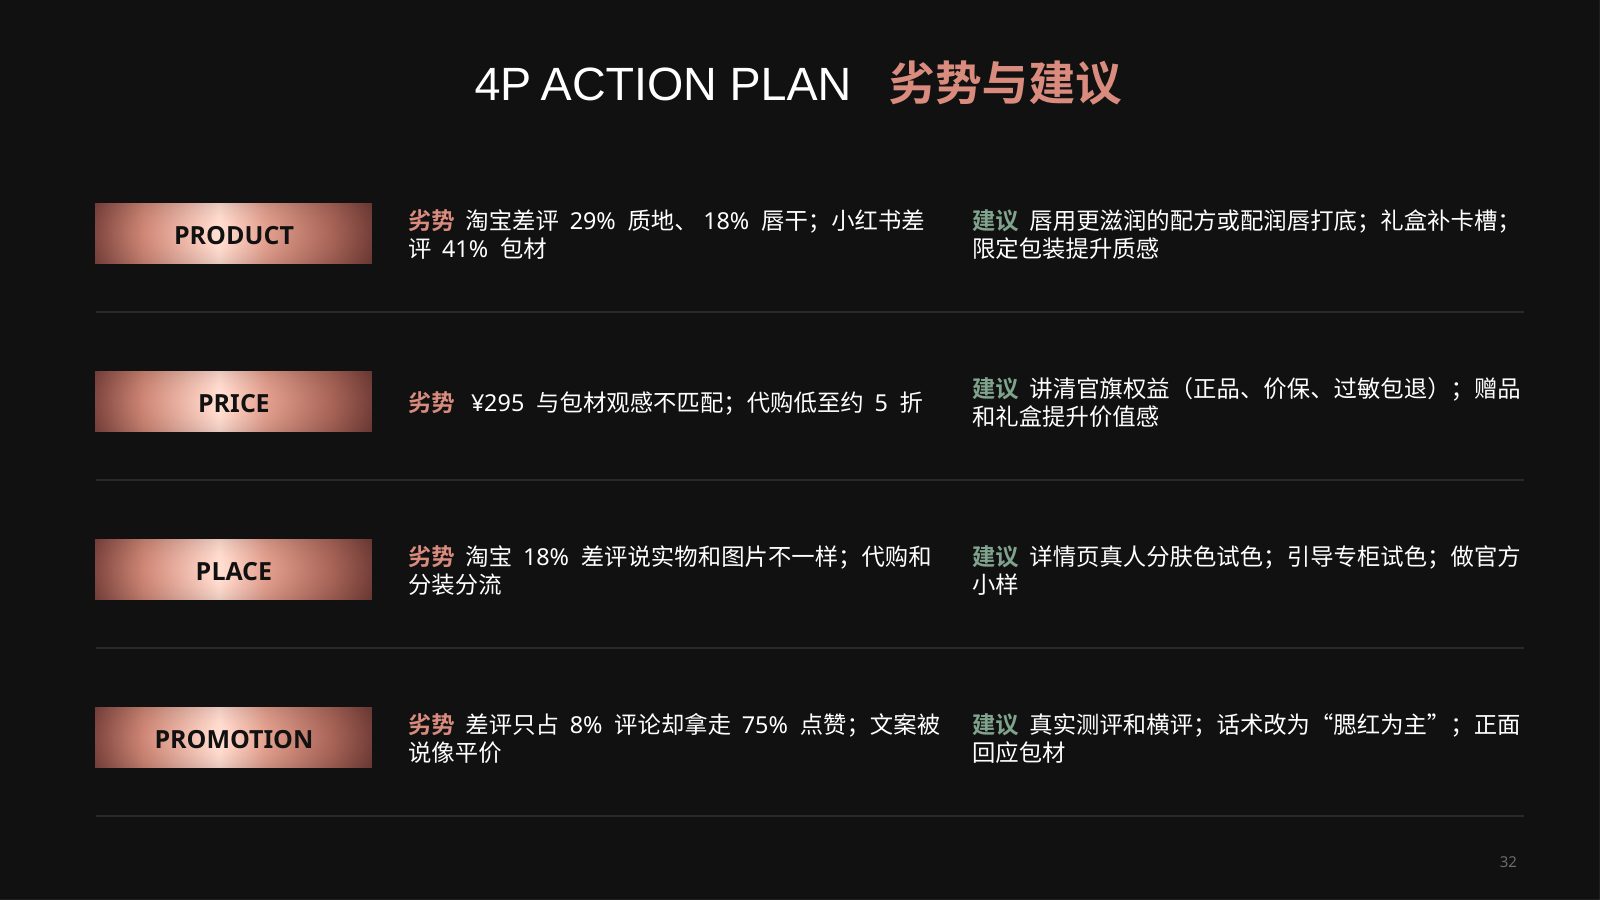 4P ACTION PLAN 劣势与建议
PRODUCT
劣势 淘宝差评 29% 质地、 18% 唇干；小红书差
评 41% 包材
建议 唇用更滋润的配方或配润唇打底；礼盒补卡槽；
限定包装提升质感
PRICE
劣势 ¥295 与包材观感不匹配；代购低至约 5 折
建议 讲清官旗权益（正品、价保、过敏包退）；赠品
和礼盒提升价值感
PLACE
劣势 淘宝 18% 差评说实物和图片不一样；代购和
分装分流
建议 详情页真人分肤色试色；引导专柜试色；做官方
小样
PROMOTION
劣势 差评只占 8% 评论却拿走 75% 点赞；文案被
说像平价
建议 真实测评和横评；话术改为“腮红为主”；正面
回应包材
32